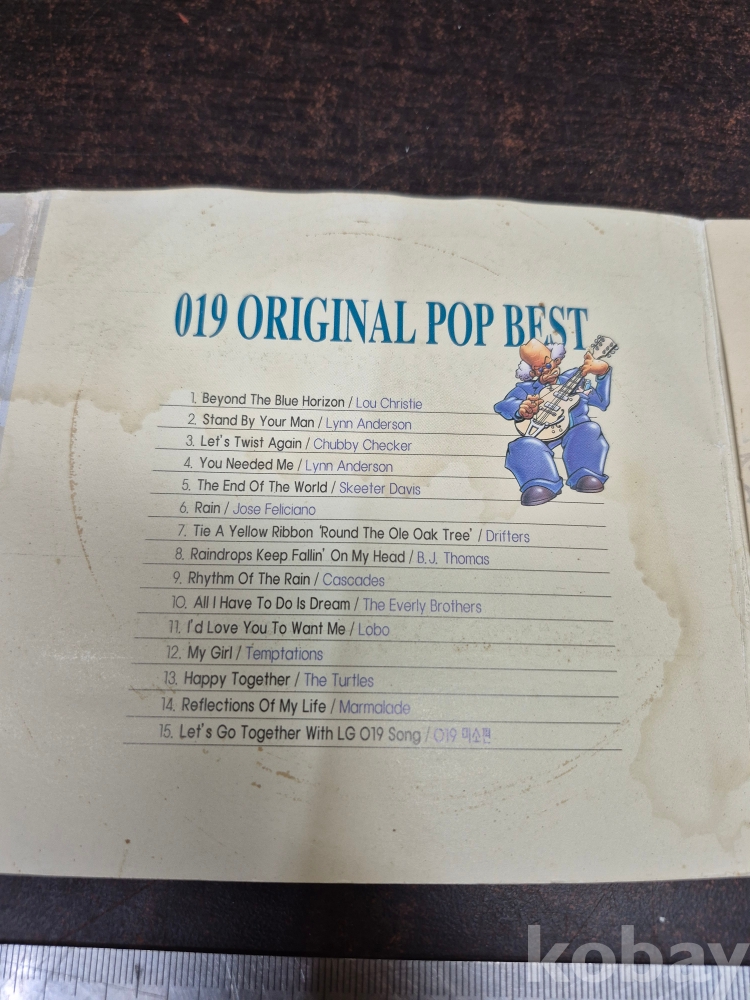 019 ORIGINAL POP BEST
1. Beyond The Blue Horizon / Lou Christie
2. Stand By Your Man / Lynn Anderson
3. Let's Twist Again / Chubby Checker
4. You Needed Me / Lynn Anderson
5. The End Of The World / Skeeter Davis
6. Rain / Jose Feliciano
7. Tie A Yellow Ribbon 'Round The Ole Oak Tree' / Drifters
8. Raindrops Keep Fallin' On My Head / B.J. Thomas
9. Rhythm Of The Rain / Cascades
10. All I Have To Do Is Dream / The Everly Brothers
11. I'd Love You To Want Me / Lobo
12. My Girl / Temptations
13. Happy Together / The Turtles
14. Reflections Of My Life / Marmalade
15. Let's Go Together With LG 019 Song / 019 미소편
kobay